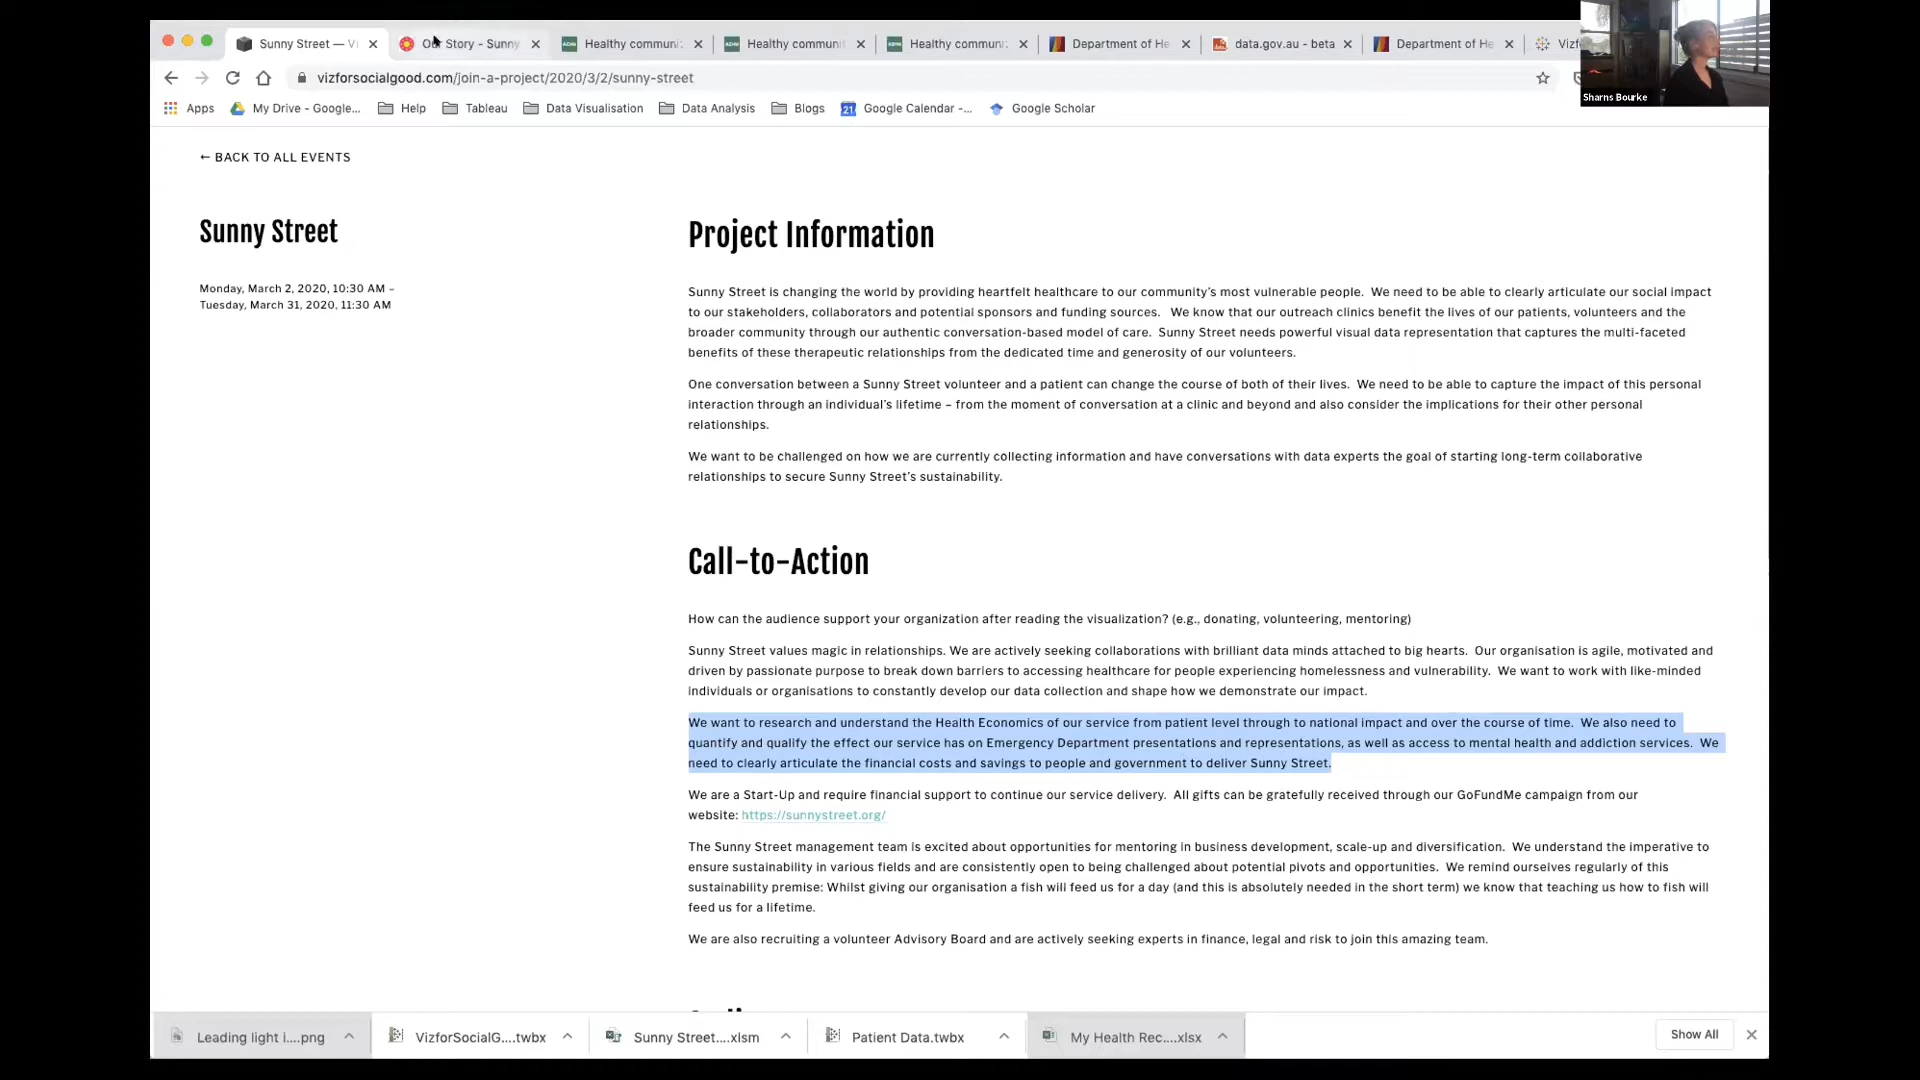 Sunny Street — Vi
Our Story - Sunny
Healthy communi
Healthy communi
Healthy communi
Department of He
data.gov.au - beta
Department of He
Vizf
vizforsocialgood.com/join-a-project/2020/3/2/sunny-street
Sharns Bourke
Apps
My Drive - Google...
Help
Tableau
Data Visualisation
Data Analysis
Blogs
21
Google Calendar -...
Google Scholar
← BACK TO ALL EVENTS
Sunny Street
Monday, March 2, 2020, 10:30 AM –
Tuesday, March 31, 2020, 11:30 AM
Project Information
Sunny Street is changing the world by providing heartfelt healthcare to our community’s most vulnerable people.  We need to be able to clearly articulate our social impact
to our stakeholders, collaborators and potential sponsors and funding sources.   We know that our outreach clinics benefit the lives of our patients, volunteers and the
broader community through our authentic conversation-based model of care.  Sunny Street needs powerful visual data representation that captures the multi-faceted
benefits of these therapeutic relationships from the dedicated time and generosity of our volunteers.
One conversation between a Sunny Street volunteer and a patient can change the course of both of their lives.  We need to be able to capture the impact of this personal
interaction through an individual’s lifetime – from the moment of conversation at a clinic and beyond and also consider the implications for their other personal
relationships.
We want to be challenged on how we are currently collecting information and have conversations with data experts the goal of starting long-term collaborative
relationships to secure Sunny Street’s sustainability.
Call-to-Action
How can the audience support your organization after reading the visualization? (e.g., donating, volunteering, mentoring)
Sunny Street values magic in relationships. We are actively seeking collaborations with brilliant data minds attached to big hearts.  Our organisation is agile, motivated and
driven by passionate purpose to break down barriers to accessing healthcare for people experiencing homelessness and vulnerability.  We want to work with like-minded
individuals or organisations to constantly develop our data collection and shape how we demonstrate our impact.
We want to research and understand the Health Economics of our service from patient level through to national impact and over the course of time.  We also need to
quantify and qualify the effect our service has on Emergency Department presentations and representations, as well as access to mental health and addiction services.  We
need to clearly articulate the financial costs and savings to people and government to deliver Sunny Street.
We are a Start-Up and require financial support to continue our service delivery.  All gifts can be gratefully received through our GoFundMe campaign from our
website: https://sunnystreet.org/
The Sunny Street management team is excited about opportunities for mentoring in business development, scale-up and diversification.  We understand the imperative to
ensure sustainability in various fields and are consistently open to being challenged about potential pivots and opportunities.  We remind ourselves regularly of this
sustainability premise: Whilst giving our organisation a fish will feed us for a day (and this is absolutely needed in the short term) we know that teaching us how to fish will
feed us for a lifetime.
We are also recruiting a volunteer Advisory Board and are actively seeking experts in finance, legal and risk to join this amazing team.
Leading light i....png
VizforSocialG....twbx
Sunny Street....xlsm
Patient Data.twbx
My Health Rec....xlsx
Show All